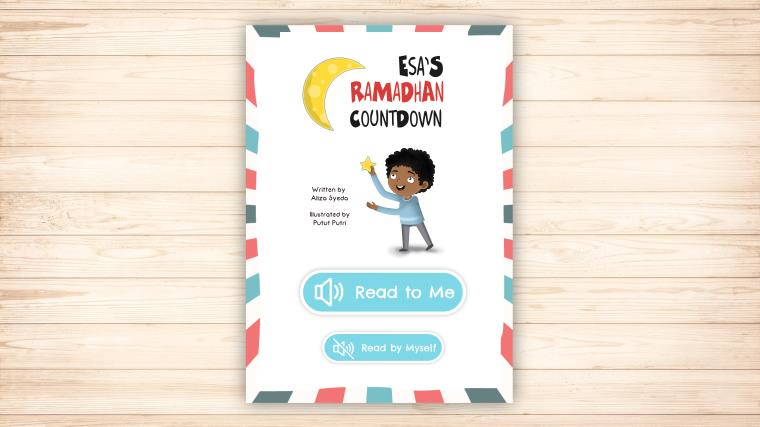 Esa's
Ramadhan
Countdown
Written by
Aliza Syeda
Illustrated by
Putut Putri
Read to Me
Read by Myself